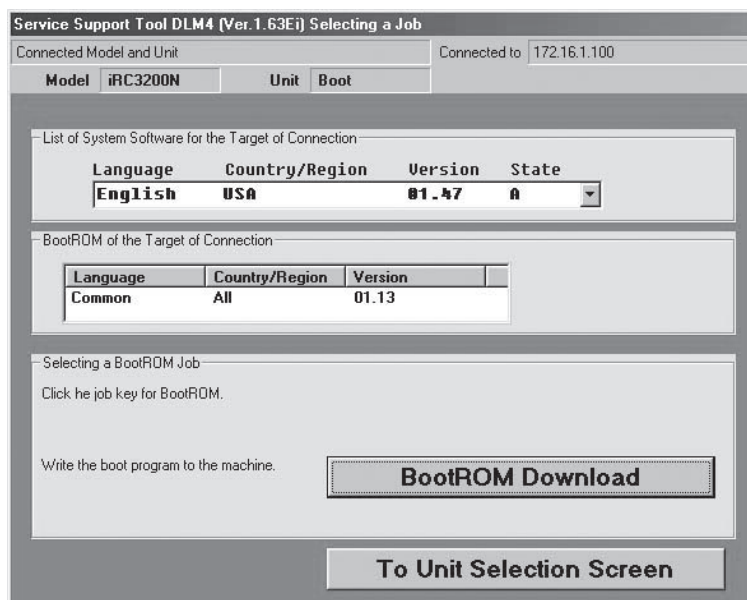 Service Support Tool DLM4 (Ver.1.63Ei) Selecting a Job
Connected Model and Unit
Connected to 172.16.1.100
Model iRC3200N Unit Boot
List of System Software for the Target of Connection
Language Country/Region Version State
English USA 01.47 A
BootROM of the Target of Connection
Language Country/Region Version
Common All 01.13
Selecting a BootROM Job
Click he job key for BootROM.
Write the boot program to the machine.
BootROM Download
To Unit Selection Screen